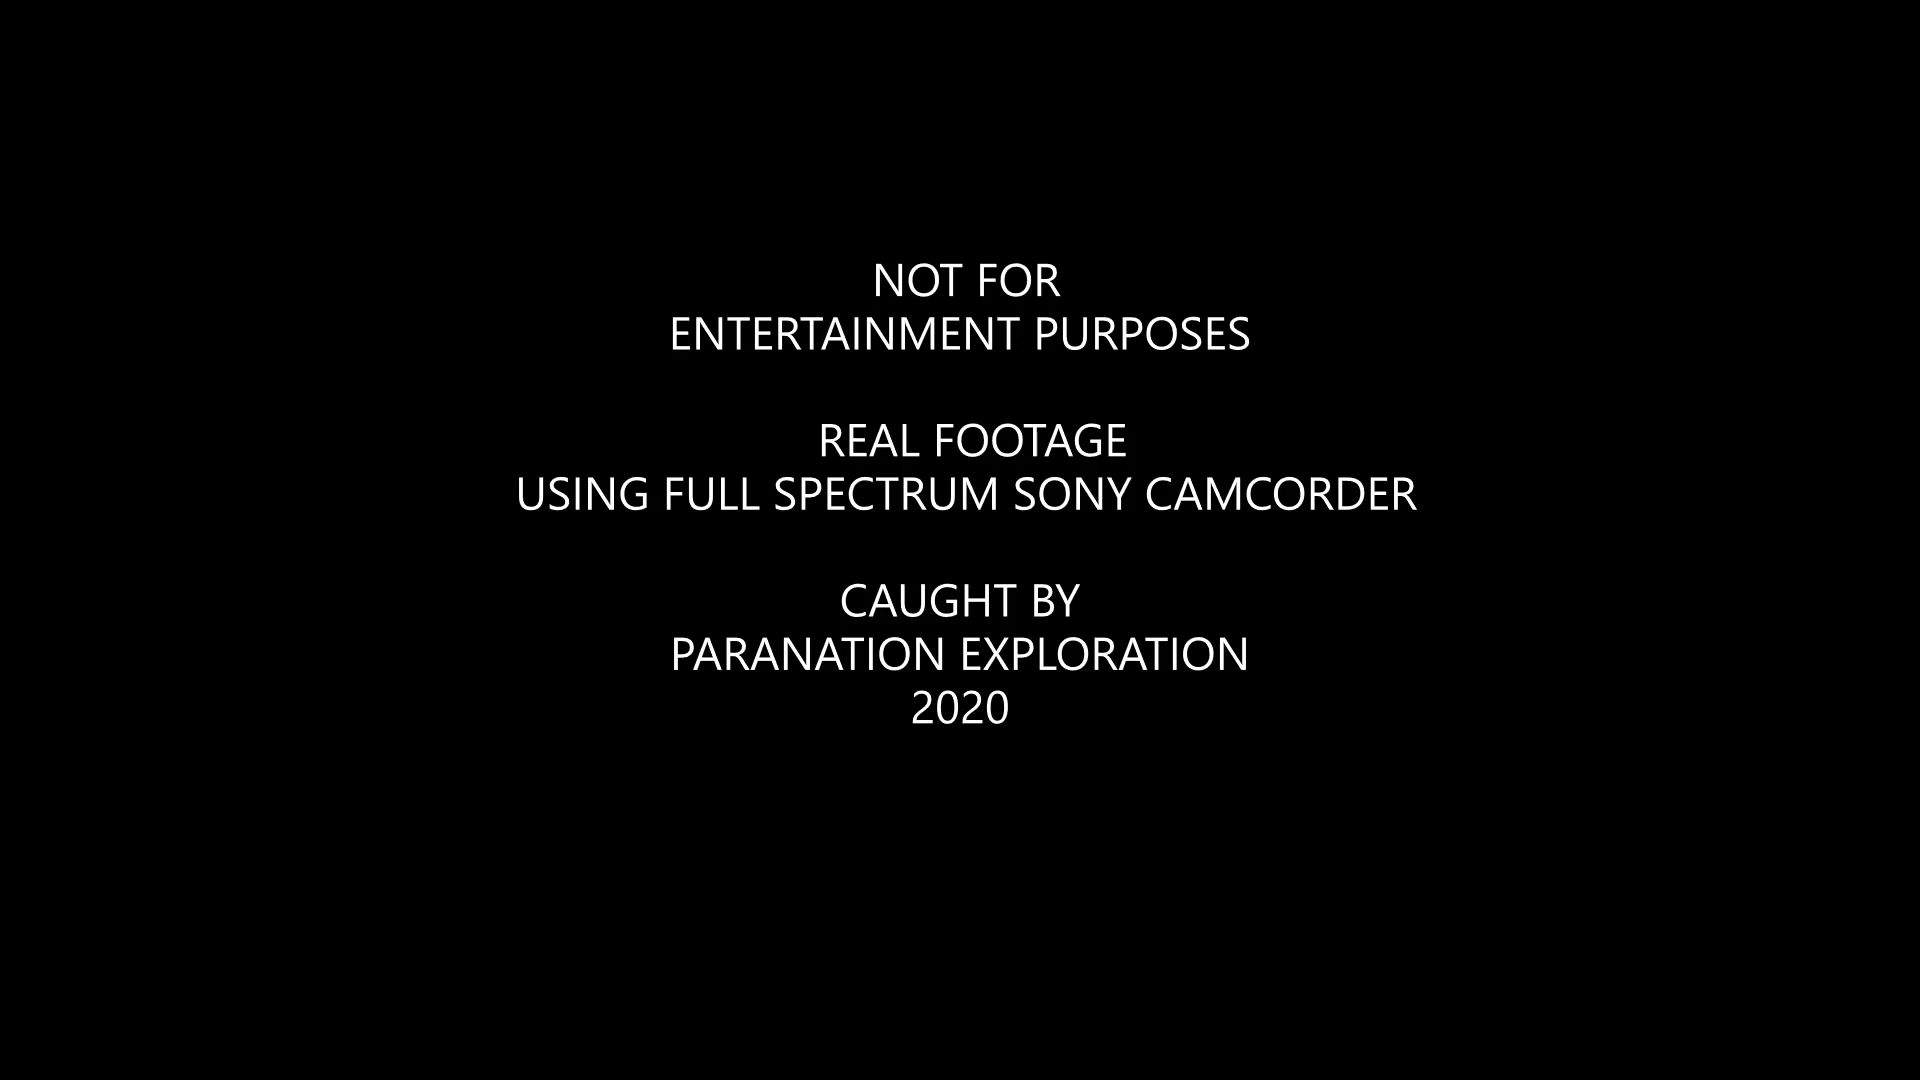 NOT FOR
ENTERTAINMENT PURPOSES
REAL FOOTAGE
USING FULL SPECTRUM SONY CAMCORDER
CAUGHT BY
PARANATION EXPLORATION
2020